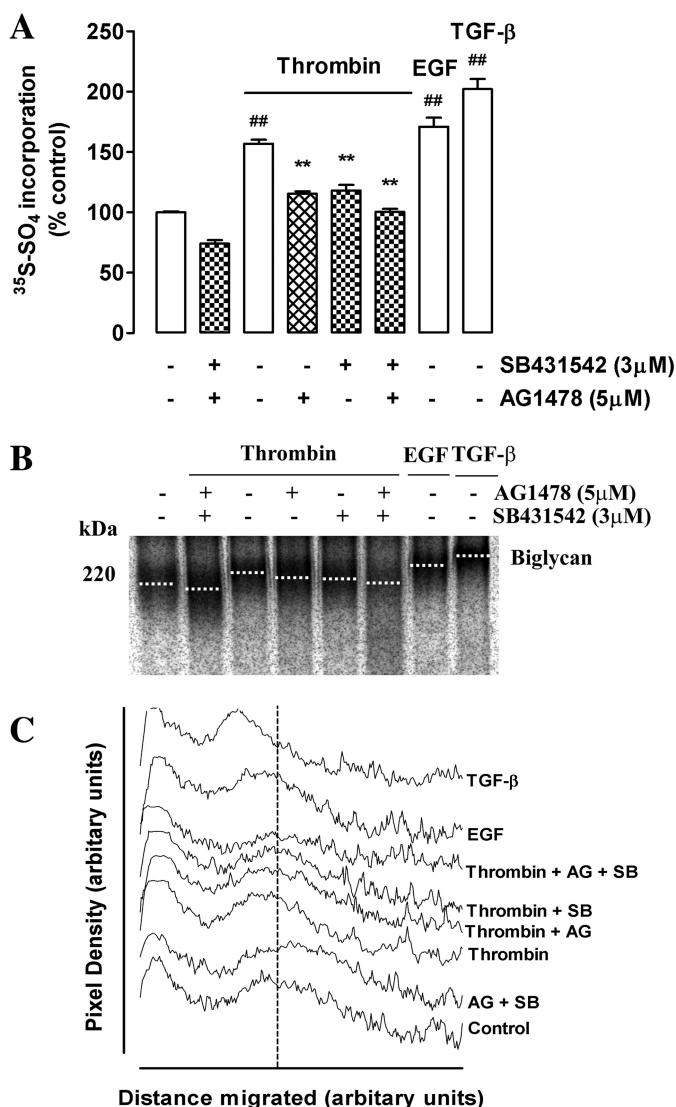 A
250
200
150
100
50
0
³⁵S-SO₄ incorporation
(% control)
Thrombin
EGF
TGF-β
##
**
**
**
##
##
- + - - + + - - SB431542 (3μM)
- + - + - + - - AG1478 (5μM)
B
Thrombin EGF TGF-β
- + - + - + - - AG1478 (5μM)
- + - - + + - - SB431542 (3μM)
kDa
220
Biglycan
C
Pixel Density (arbitary units)
TGF-β
EGF
Thrombin + AG + SB
Thrombin + SB
Thrombin + AG
Thrombin
AG + SB
Control
Distance migrated (arbitary units)